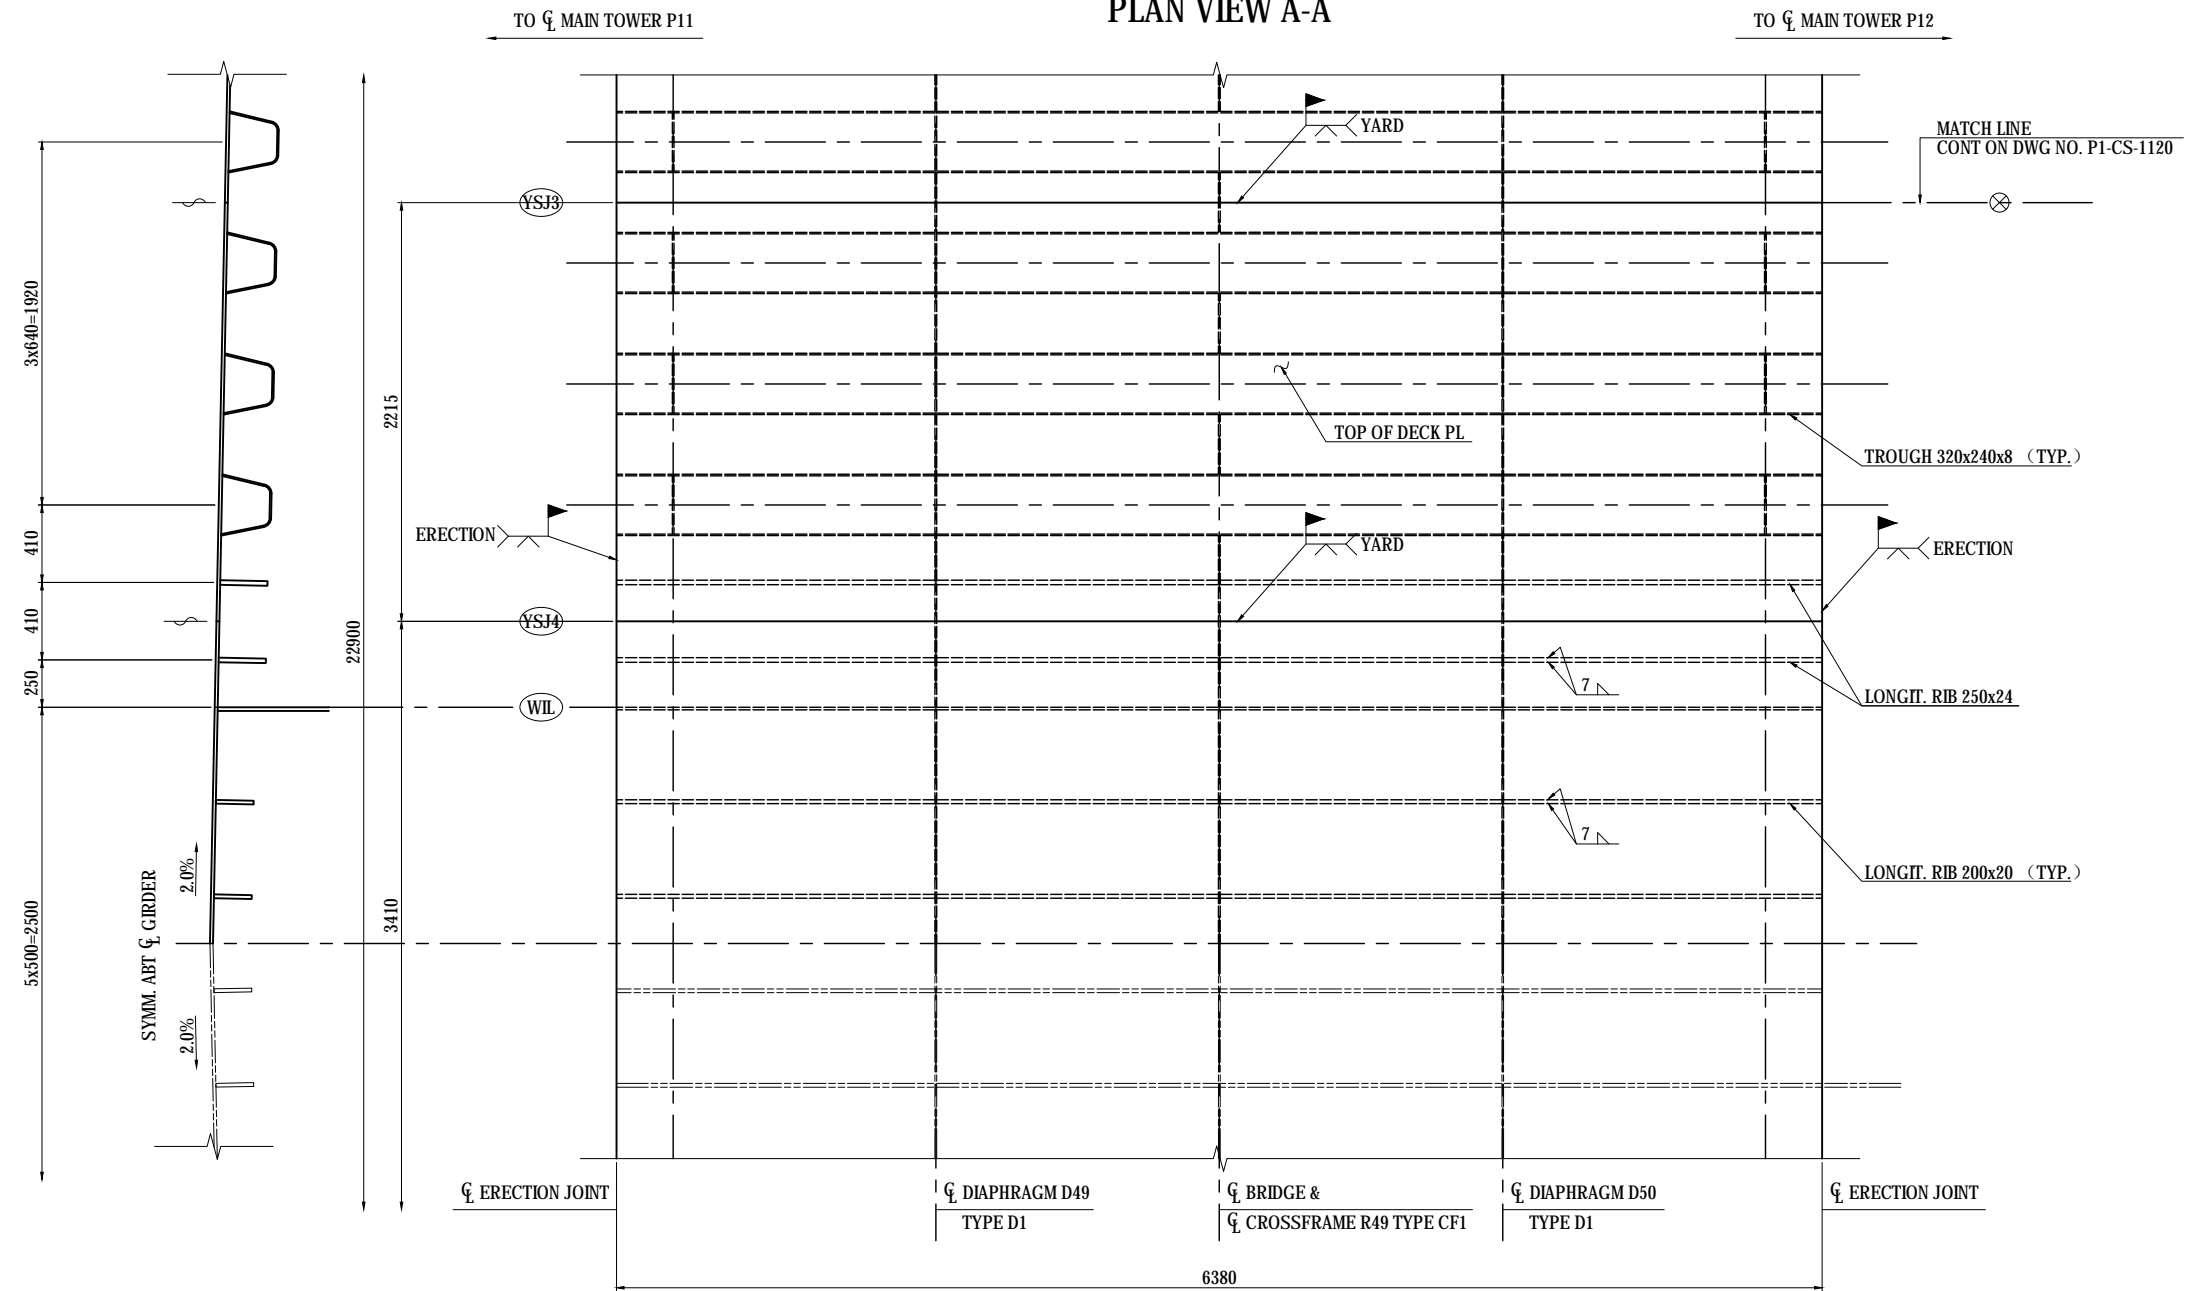 PLAN VIEW A-A
TO ℄ MAIN TOWER P11
TO ℄ MAIN TOWER P12
YARD
MATCH LINE
CONT ON DWG NO. P1-CS-1120
YSJ3
3x640=1920
2215
TOP OF DECK PL
TROUGH 320x240x8 (TYP.)
410
ERECTION
YARD
ERECTION
410
YSJ4
22900
250
7
LONGIT. RIB 250x24
WIL
7
LONGIT. RIB 200x20 (TYP.)
2.0%
SYMM. ABT ℄ GIRDER
3410
5x500=2500
2.0%
℄ ERECTION JOINT
℄ DIAPHRAGM D49
TYPE D1
℄ BRIDGE &
℄ CROSSFRAME R49 TYPE CF1
℄ DIAPHRAGM D50
TYPE D1
℄ ERECTION JOINT
6380